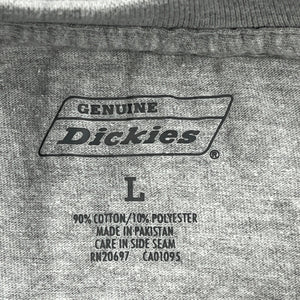 GENUINE
Dickies®
L
90% COTTON/10% POLYESTER
MADE IN PAKISTAN
CARE IN SIDE SEAM
RN20697 CA01095